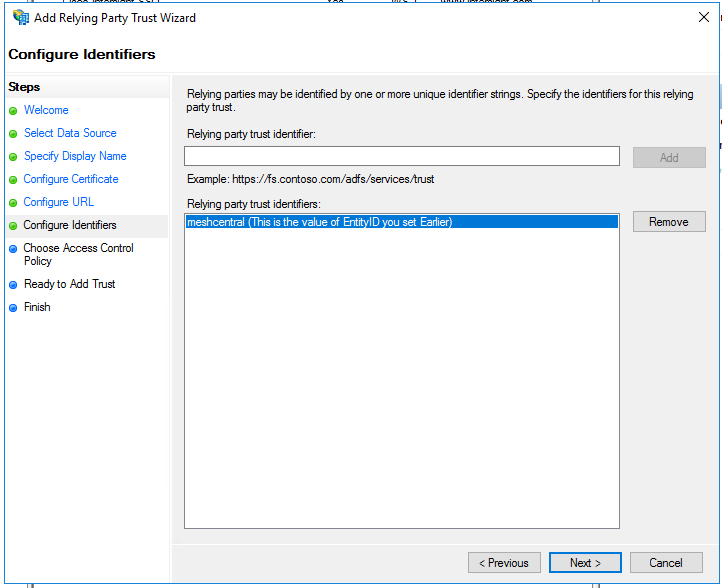 Add Relying Party Trust Wizard
Configure Identifiers
Steps
Welcome
Select Data Source
Specify Display Name
Configure Certificate
Configure URL
Configure Identifiers
Choose Access Control
Policy
Ready to Add Trust
Finish
Relying parties may be identified by one or more unique identifier strings. Specify the identifiers for this relying
party trust.
Relying party trust identifier:
Add
Example: https://fs.contoso.com/adfs/services/trust
Relying party trust identifiers:
meshcentral (This is the value of EntityID you set Earlier)
Remove
< Previous
Next >
Cancel